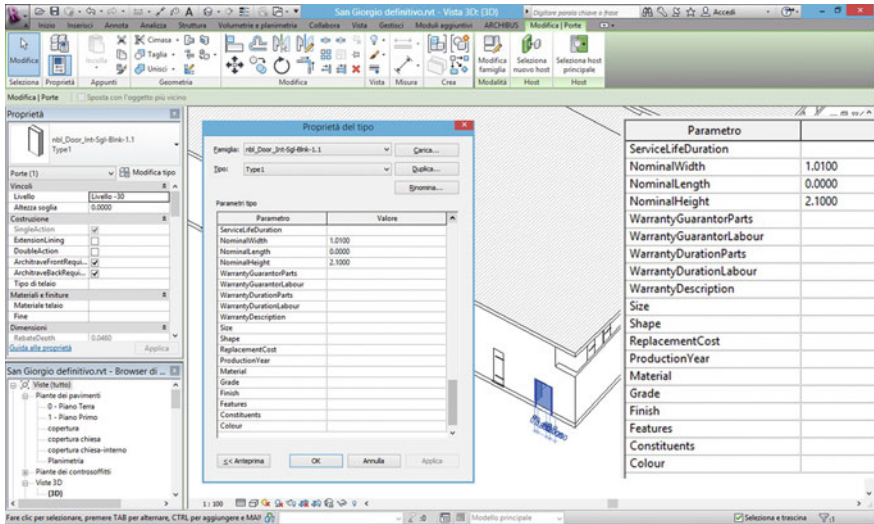 San Giorgio definitivo.rvt - Vista 3D: {3D}
Digitare parola chiave o frase
Accedi
Inizio Inserisci Annota Analizza Struttura Volumetrie e planimetria Collabora Vista Gestisci Moduli aggiuntivi ARCHIBUS Modifica | Porte
Modifica
Incolla
Cimasa
Taglia
Unisci
Modifica famiglia
Seleziona nuovo host
Seleziona host principale
Seleziona Proprietà Appunti Geometria Modifica Vista Misura Crea Modalità Host Host
Modifica | Porte Sposta con l'oggetto più vicino
Proprietà
nbl_Door_Int-Sgl-Blnk-1.1
Type1
Porte (1) Modifica tipo
Vincoli
Livello Livello -30
Altezza soglia 0.0000
Costruzione
SingleAction
ExtensionLining
DoubleAction
ArchitraveFrontRequi...
ArchitraveBackRequi...
Tipo di telaio
Materiali e finiture
Materiale telaio
Fine
Dimensioni
RebateDepth 0.0460
Guida alle proprietà Applica
San Giorgio definitivo.rvt - Browser di ...
Viste (tutto)
Piante dei pavimenti
0 - Piano Terra
1 - Piano Primo
copertura
copertura chiesa
copertura chiesa-interno
Planimetria
Piante dei controsoffitti
Viste 3D
{3D}
Proprietà del tipo
Famiglia: nbl_Door_Int-Sgl-Blnk-1.1 Carica...
Tipo: Type1 Duplica...
Rinomina...
Parametri tipo
Parametro Valore
ServiceLifeDuration
NominalWidth 1.0100
NominalLength 0.0000
NominalHeight 2.1000
WarrantyGuarantorParts
WarrantyGuarantorLabour
WarrantyDurationParts
WarrantyDurationLabour
WarrantyDescription
Size
Shape
ReplacementCost
ProductionYear
Material
Grade
Finish
Features
Constituents
Colour
<< Anteprima OK Annulla Applica
Parametro
ServiceLifeDuration
NominalWidth 1.0100
NominalLength 0.0000
NominalHeight 2.1000
WarrantyGuarantorParts
WarrantyGuarantorLabour
WarrantyDurationParts
WarrantyDurationLabour
WarrantyDescription
Size
Shape
ReplacementCost
ProductionYear
Material
Grade
Finish
Features
Constituents
Colour
1 : 100
Fare clic per selezionare, premere TAB per alternare, CTRL per aggiungere e MAI
:0 Modello principale
Seleziona e trascina :1